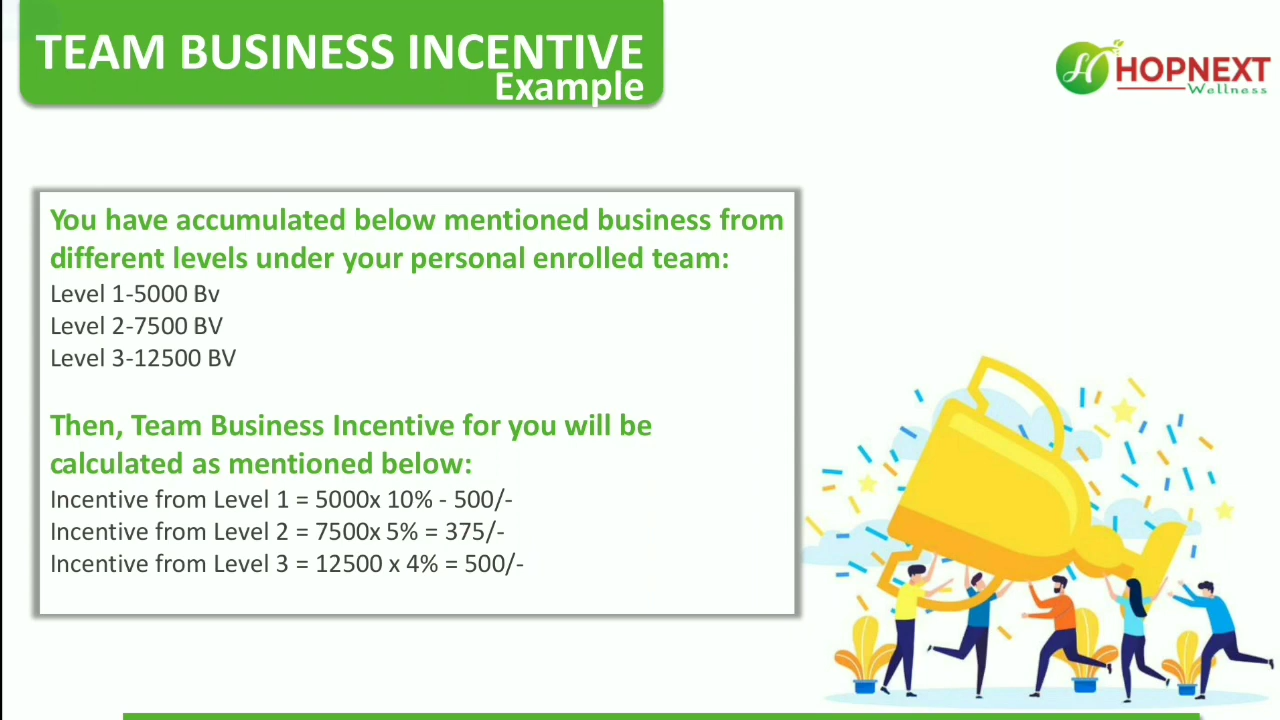 TEAM BUSINESS INCENTIVE
Example
HOPNEXT
Wellness
You have accumulated below mentioned business from
different levels under your personal enrolled team:
Level 1-5000 Bv
Level 2-7500 BV
Level 3-12500 BV
Then, Team Business Incentive for you will be
calculated as mentioned below:
Incentive from Level 1 = 5000x 10% - 500/-
Incentive from Level 2 = 7500x 5% = 375/-
Incentive from Level 3 = 12500 x 4% = 500/-